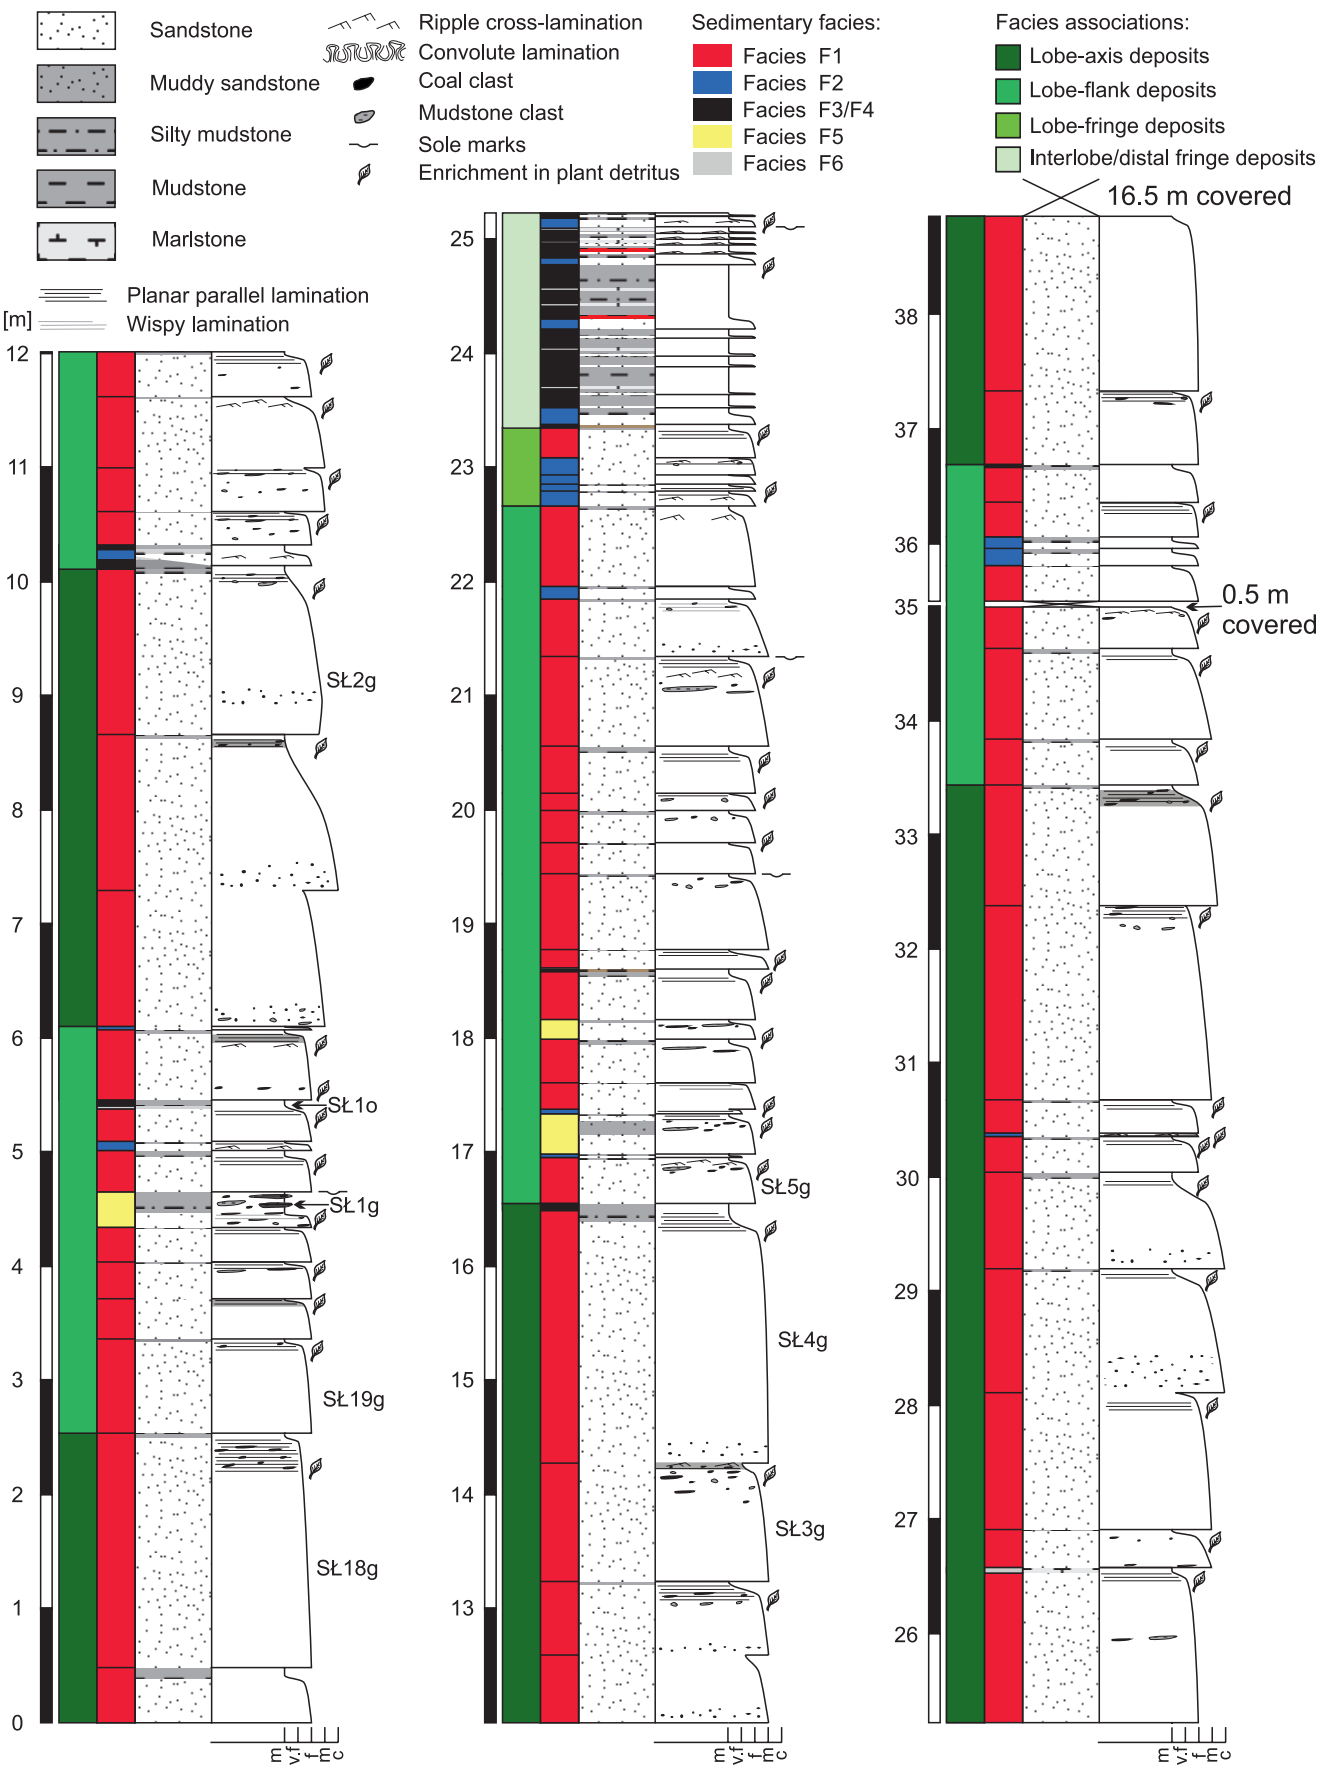 Sandstone
Muddy sandstone
Silty mudstone
Mudstone
Marlstone
Planar parallel lamination
Wispy lamination
Ripple cross-lamination
Convolute lamination
Coal clast
Mudstone clast
Sole marks
Enrichment in plant detritus
Sedimentary facies:
Facies F1
Facies F2
Facies F3/F4
Facies F5
Facies F6
Facies associations:
Lobe-axis deposits
Lobe-flank deposits
Lobe-fringe deposits
Interlobe/distal fringe deposits
[m]
12
11
10
9
8
7
6
5
4
3
2
1
0
SŁ2g
SŁ1o
SŁ1g
SŁ19g
SŁ18g
m
v.f
f
m
c
25
24
23
22
21
20
19
18
17
16
15
14
13
SŁ5g
SŁ4g
SŁ3g
m
v.f
f
m
c
16.5 m covered
38
37
36
35
34
33
32
31
30
29
28
27
26
0.5 m
covered
m
v.f
f
m
c